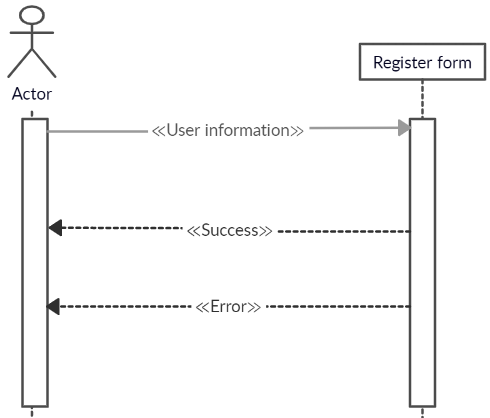 Register form
Actor
≪User information≫
≪Success≫
≪Error≫